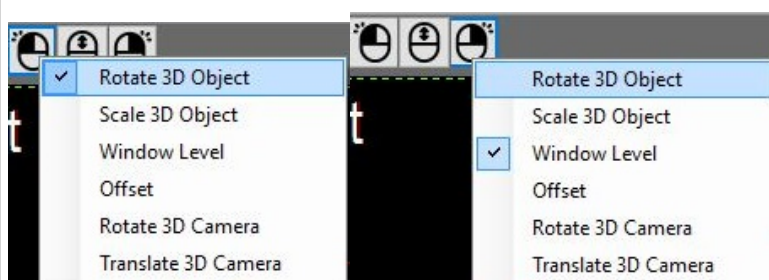 t
Rotate 3D Object
Scale 3D Object
Window Level
Offset
Rotate 3D Camera
Translate 3D Camera
t
Rotate 3D Object
Scale 3D Object
Window Level
Offset
Rotate 3D Camera
Translate 3D Camera